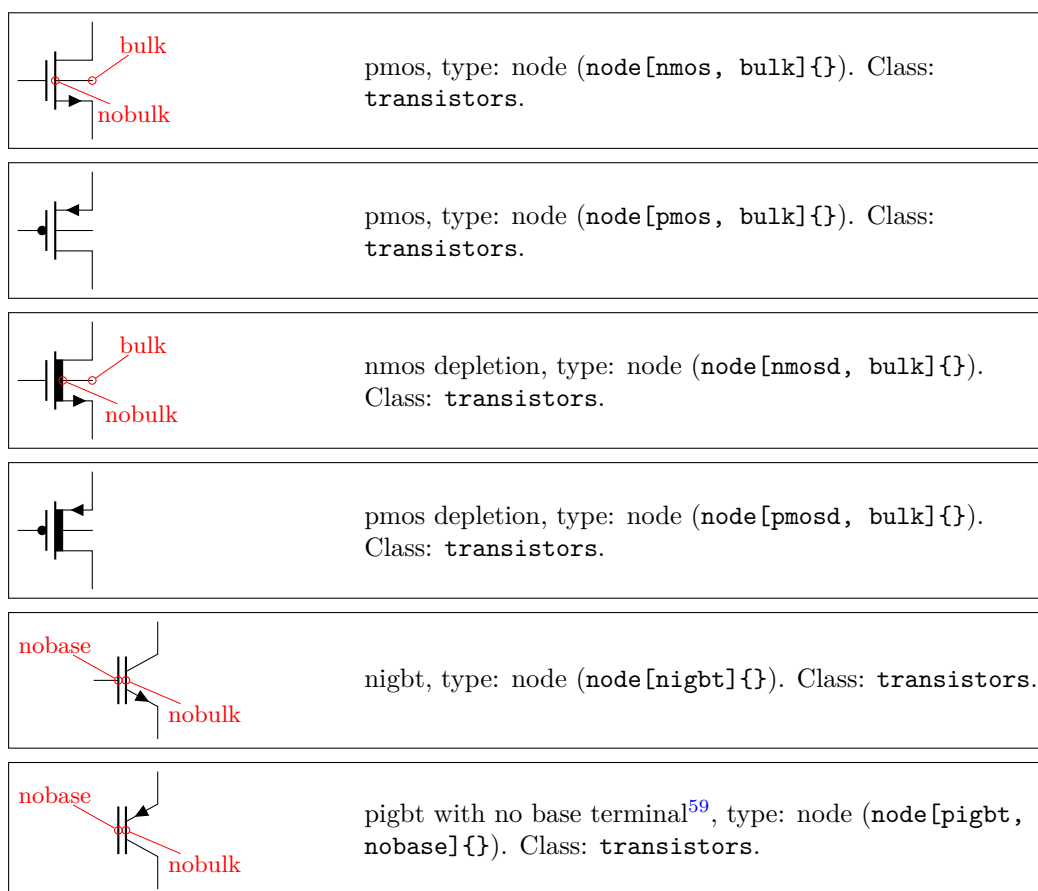 bulk
nobulk
pmos, type: node (node[nmos, bulk]{}). Class:
transistors.
pmos, type: node (node[pmos, bulk]{}). Class:
transistors.
bulk
nobulk
nmos depletion, type: node (node[nmosd, bulk]{}).
Class: transistors.
pmos depletion, type: node (node[pmosd, bulk]{}).
Class: transistors.
nobase
nobulk
nigbt, type: node (node[nigbt]{}). Class: transistors.
nobase
nobulk
pigbt with no base terminal59, type: node (node[pigbt,
nobase]{}). Class: transistors.